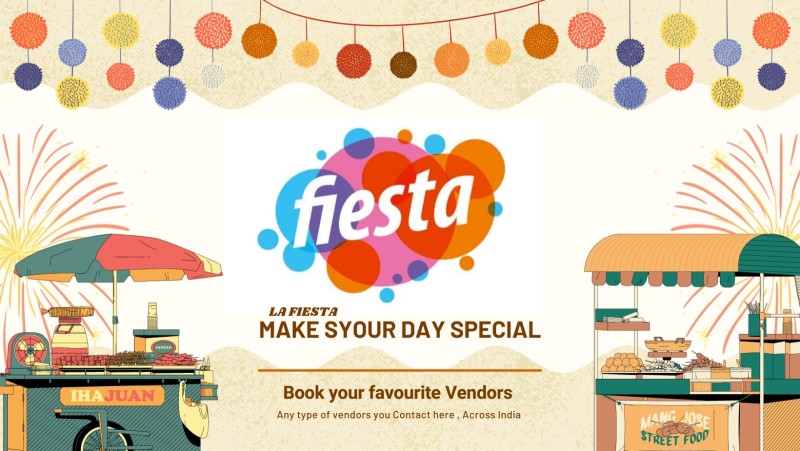 fiesta
LA FIESTA
MAKE SYOUR DAY SPECIAL
Book your favourite Vendors
Any type of vendors you Contact here , Across India
IHAJUAN
MANG JOSE
STREET FOOD